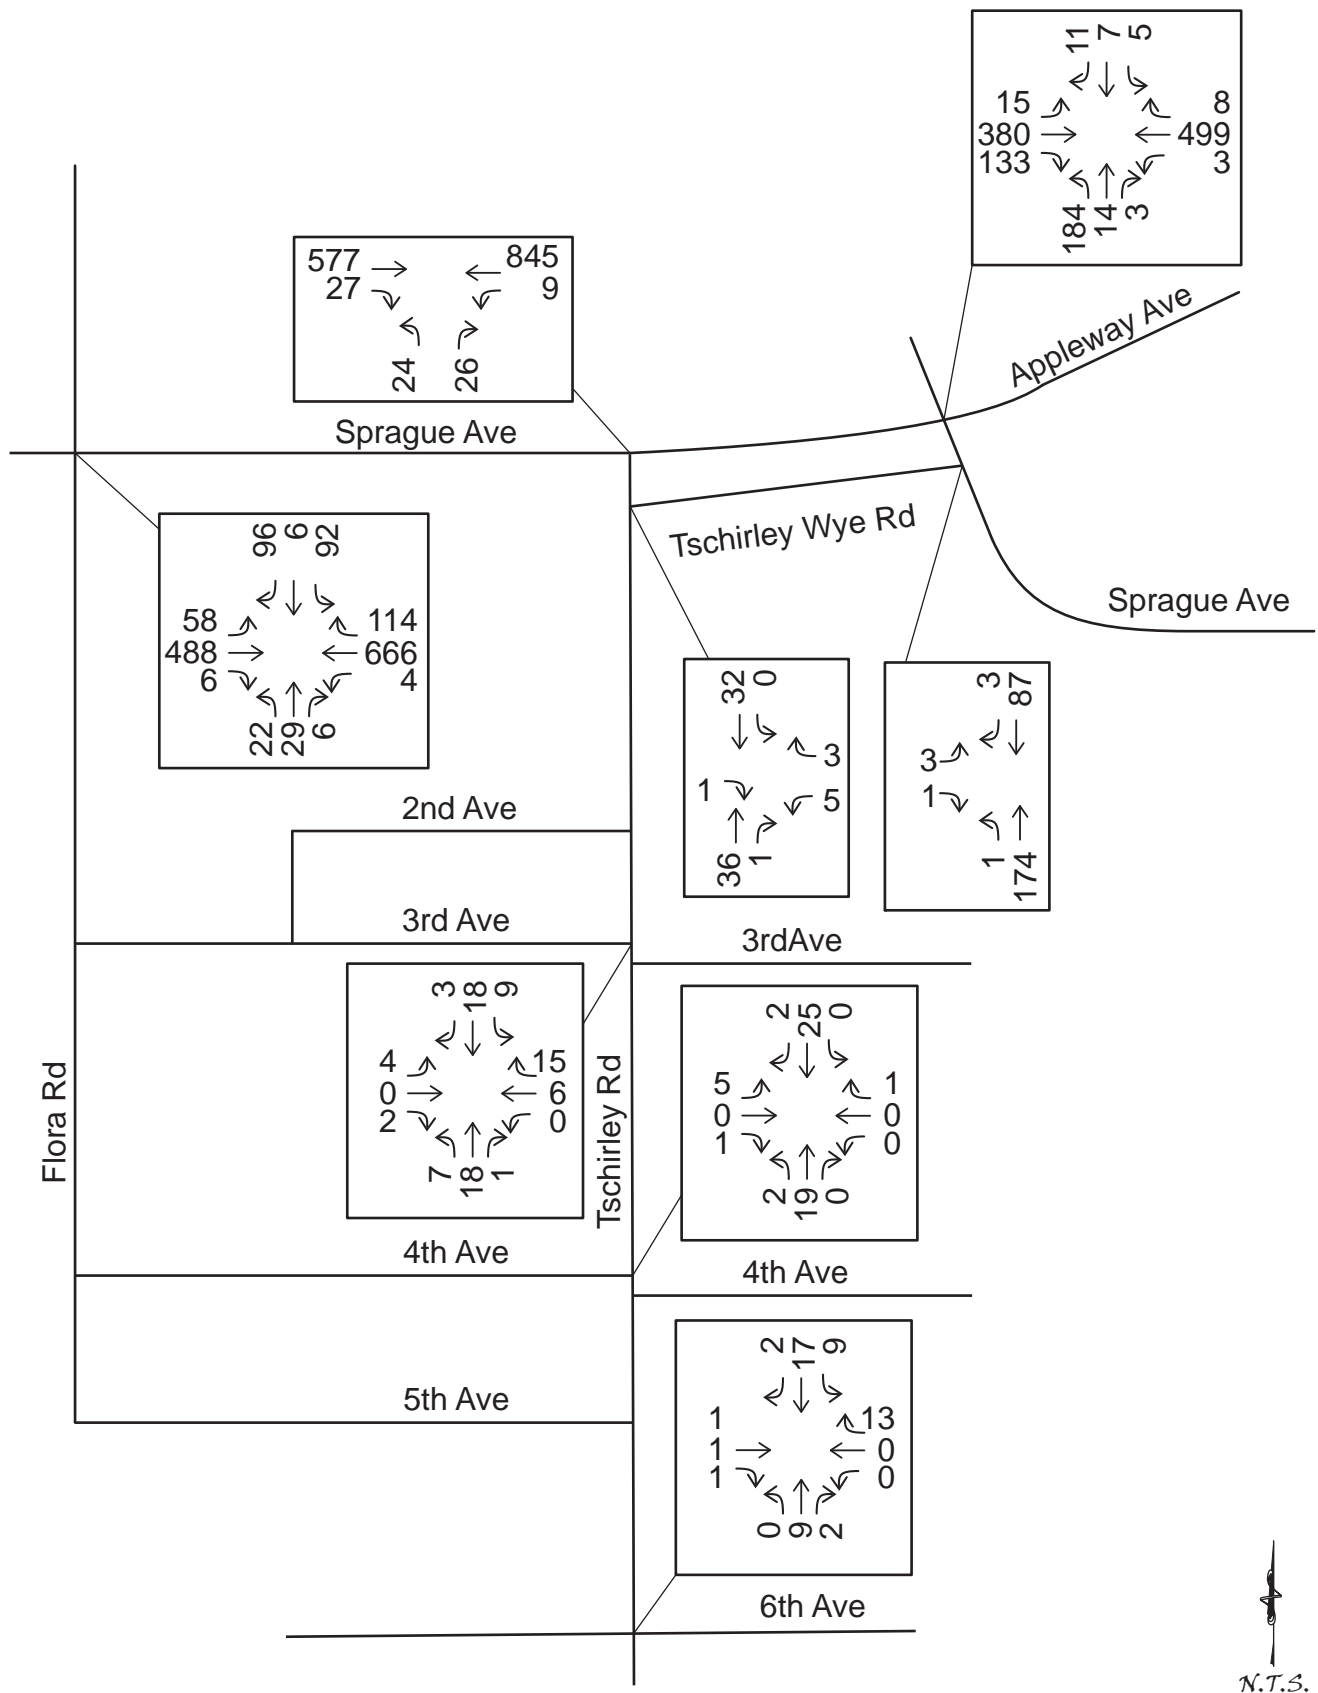 11 7 5
15 8
380 499
133 3
184 14 3
577 845
27 9
24 26
Appleway Ave
Sprague Ave
Tschirley Wye Rd
Sprague Ave
96 6 92
58 114
488 666
6 4
22 29 6
32 0
3
1 5
36 1
3 87
3
1
1 174
2nd Ave
3rd Ave
3rdAve
3 18 9
4 15
0 6
2 0
7 18 1
Flora Rd
Tschirley Rd
2 25 0
5 1
0 0
1 0
2 19 0
4th Ave
4th Ave
2 17 9
1 13
1 0
1 0
0 9 2
5th Ave
6th Ave
N.T.S.